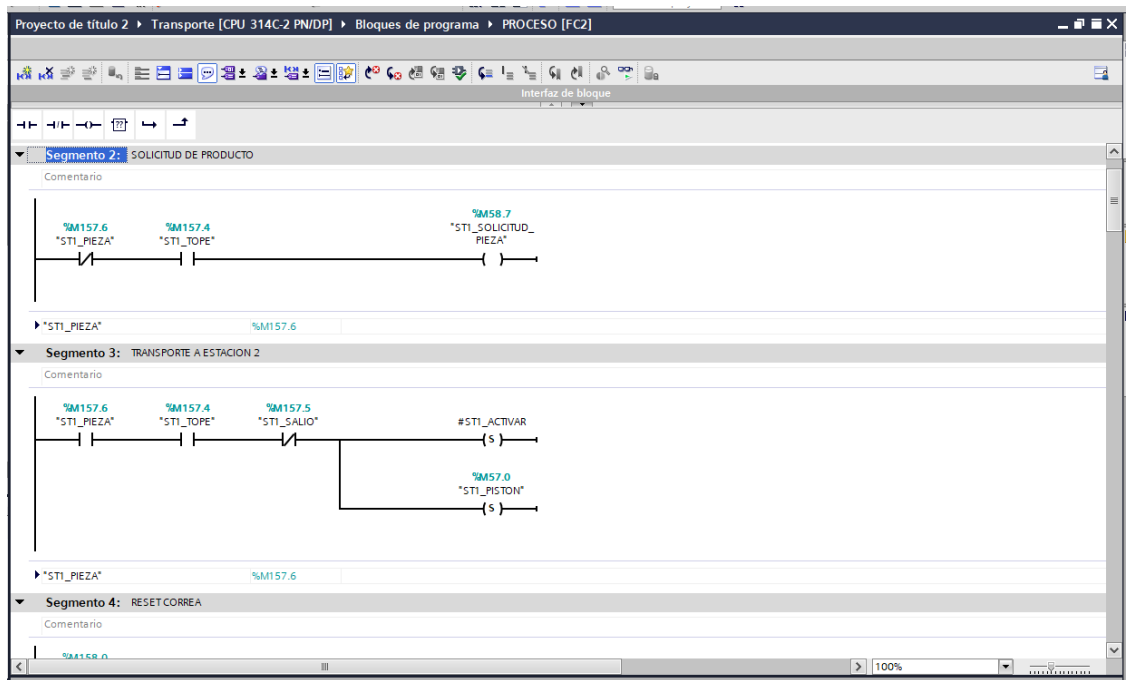 Proyecto de título 2 ▸ Transporte [CPU 314C-2 PN/DP] ▸ Bloques de programa ▸ PROCESO [FC2]
Interfaz de bloque
Segmento 2: SOLICITUD DE PRODUCTO
Comentario
%M58.7
%M157.6 %M157.4 "ST1_SOLICITUD_
"ST1_PIEZA" "ST1_TOPE" PIEZA"
"ST1_PIEZA" %M157.6
Segmento 3: TRANSPORTE A ESTACION 2
Comentario
%M157.6 %M157.4 %M157.5
"ST1_PIEZA" "ST1_TOPE" "ST1_SALIO" #ST1_ACTIVAR
S
%M57.0
"ST1_PISTON"
S
"ST1_PIEZA" %M157.6
Segmento 4: RESET CORREA
Comentario
%M158.0
100%